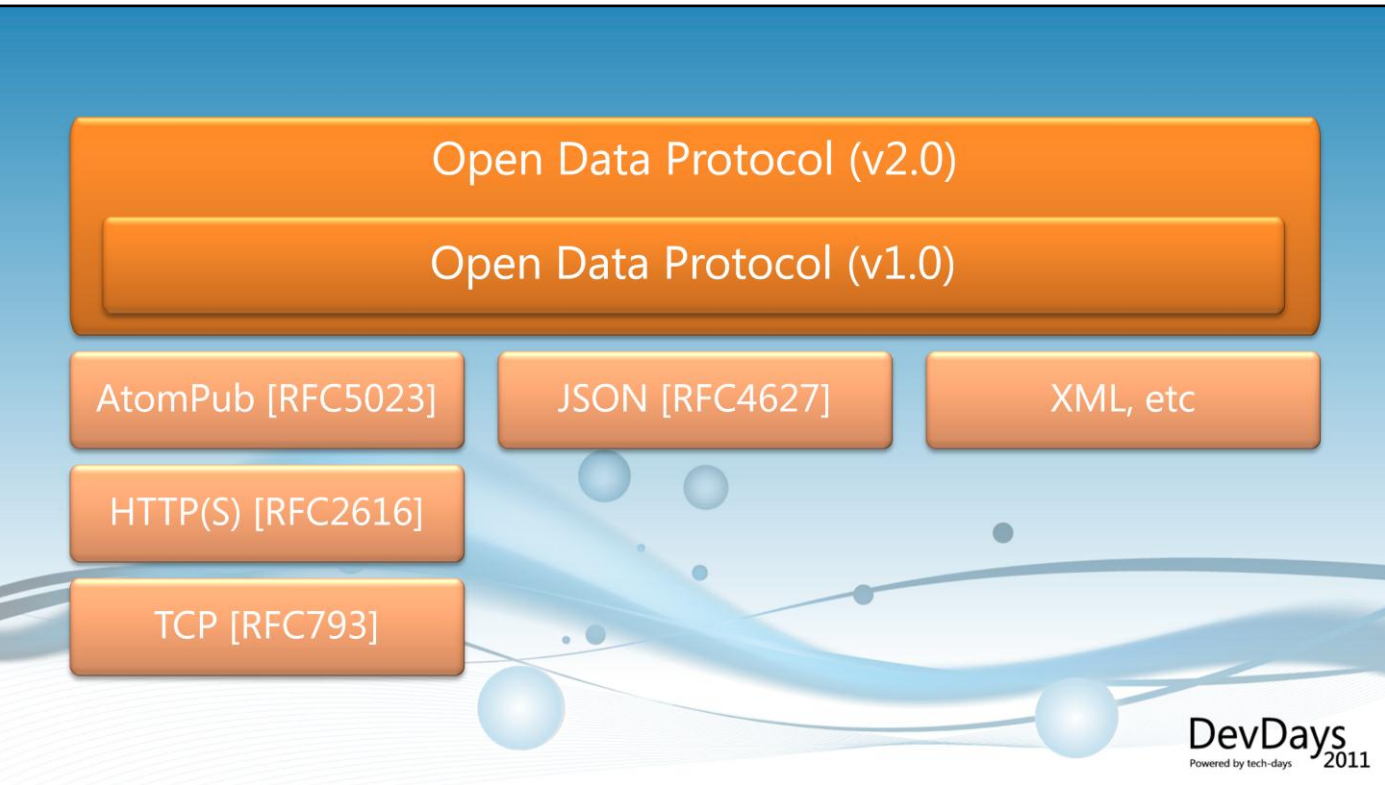 Open Data Protocol (v2.0)
Open Data Protocol (v1.0)
AtomPub [RFC5023]
JSON [RFC4627]
XML, etc
HTTP(S) [RFC2616]
TCP [RFC793]
DevDays
Powered by tech-days 2011